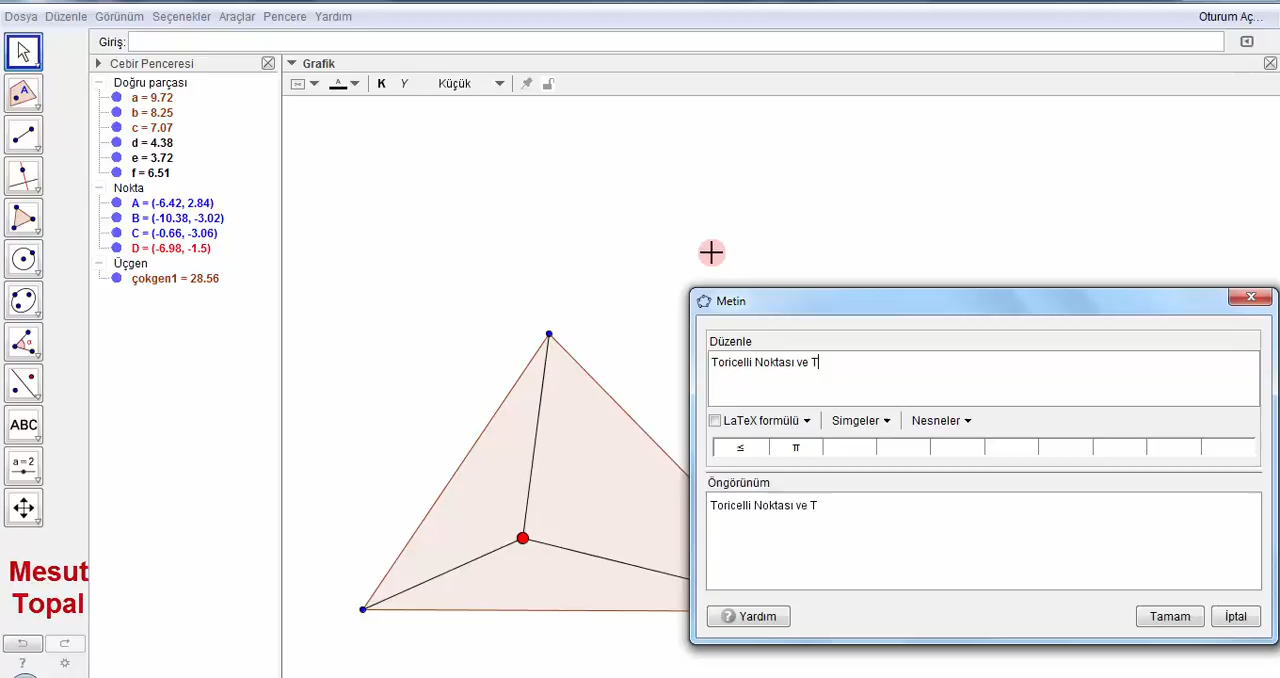 Dosya Düzenle Görünüm Seçenekler Araçlar Pencere Yardım
Oturum Aç...
Giriş:
Cebir Penceresi
Grafik
K Y Küçük
Doğru parçası
a = 9.72
b = 8.25
c = 7.07
d = 4.38
e = 3.72
f = 6.51
Nokta
A = (-6.42, 2.84)
B = (-10.38, -3.02)
C = (-0.66, -3.06)
D = (-6.98, -1.5)
Üçgen
çokgen1 = 28.56
A
α
ABC
a=2
Mesut
Topal
?
Metin
Düzenle
Toricelli Noktası ve T
LaTeX formülü Simgeler Nesneler
≤ π
Öngörünüm
Toricelli Noktası ve T
? Yardım Tamam İptal